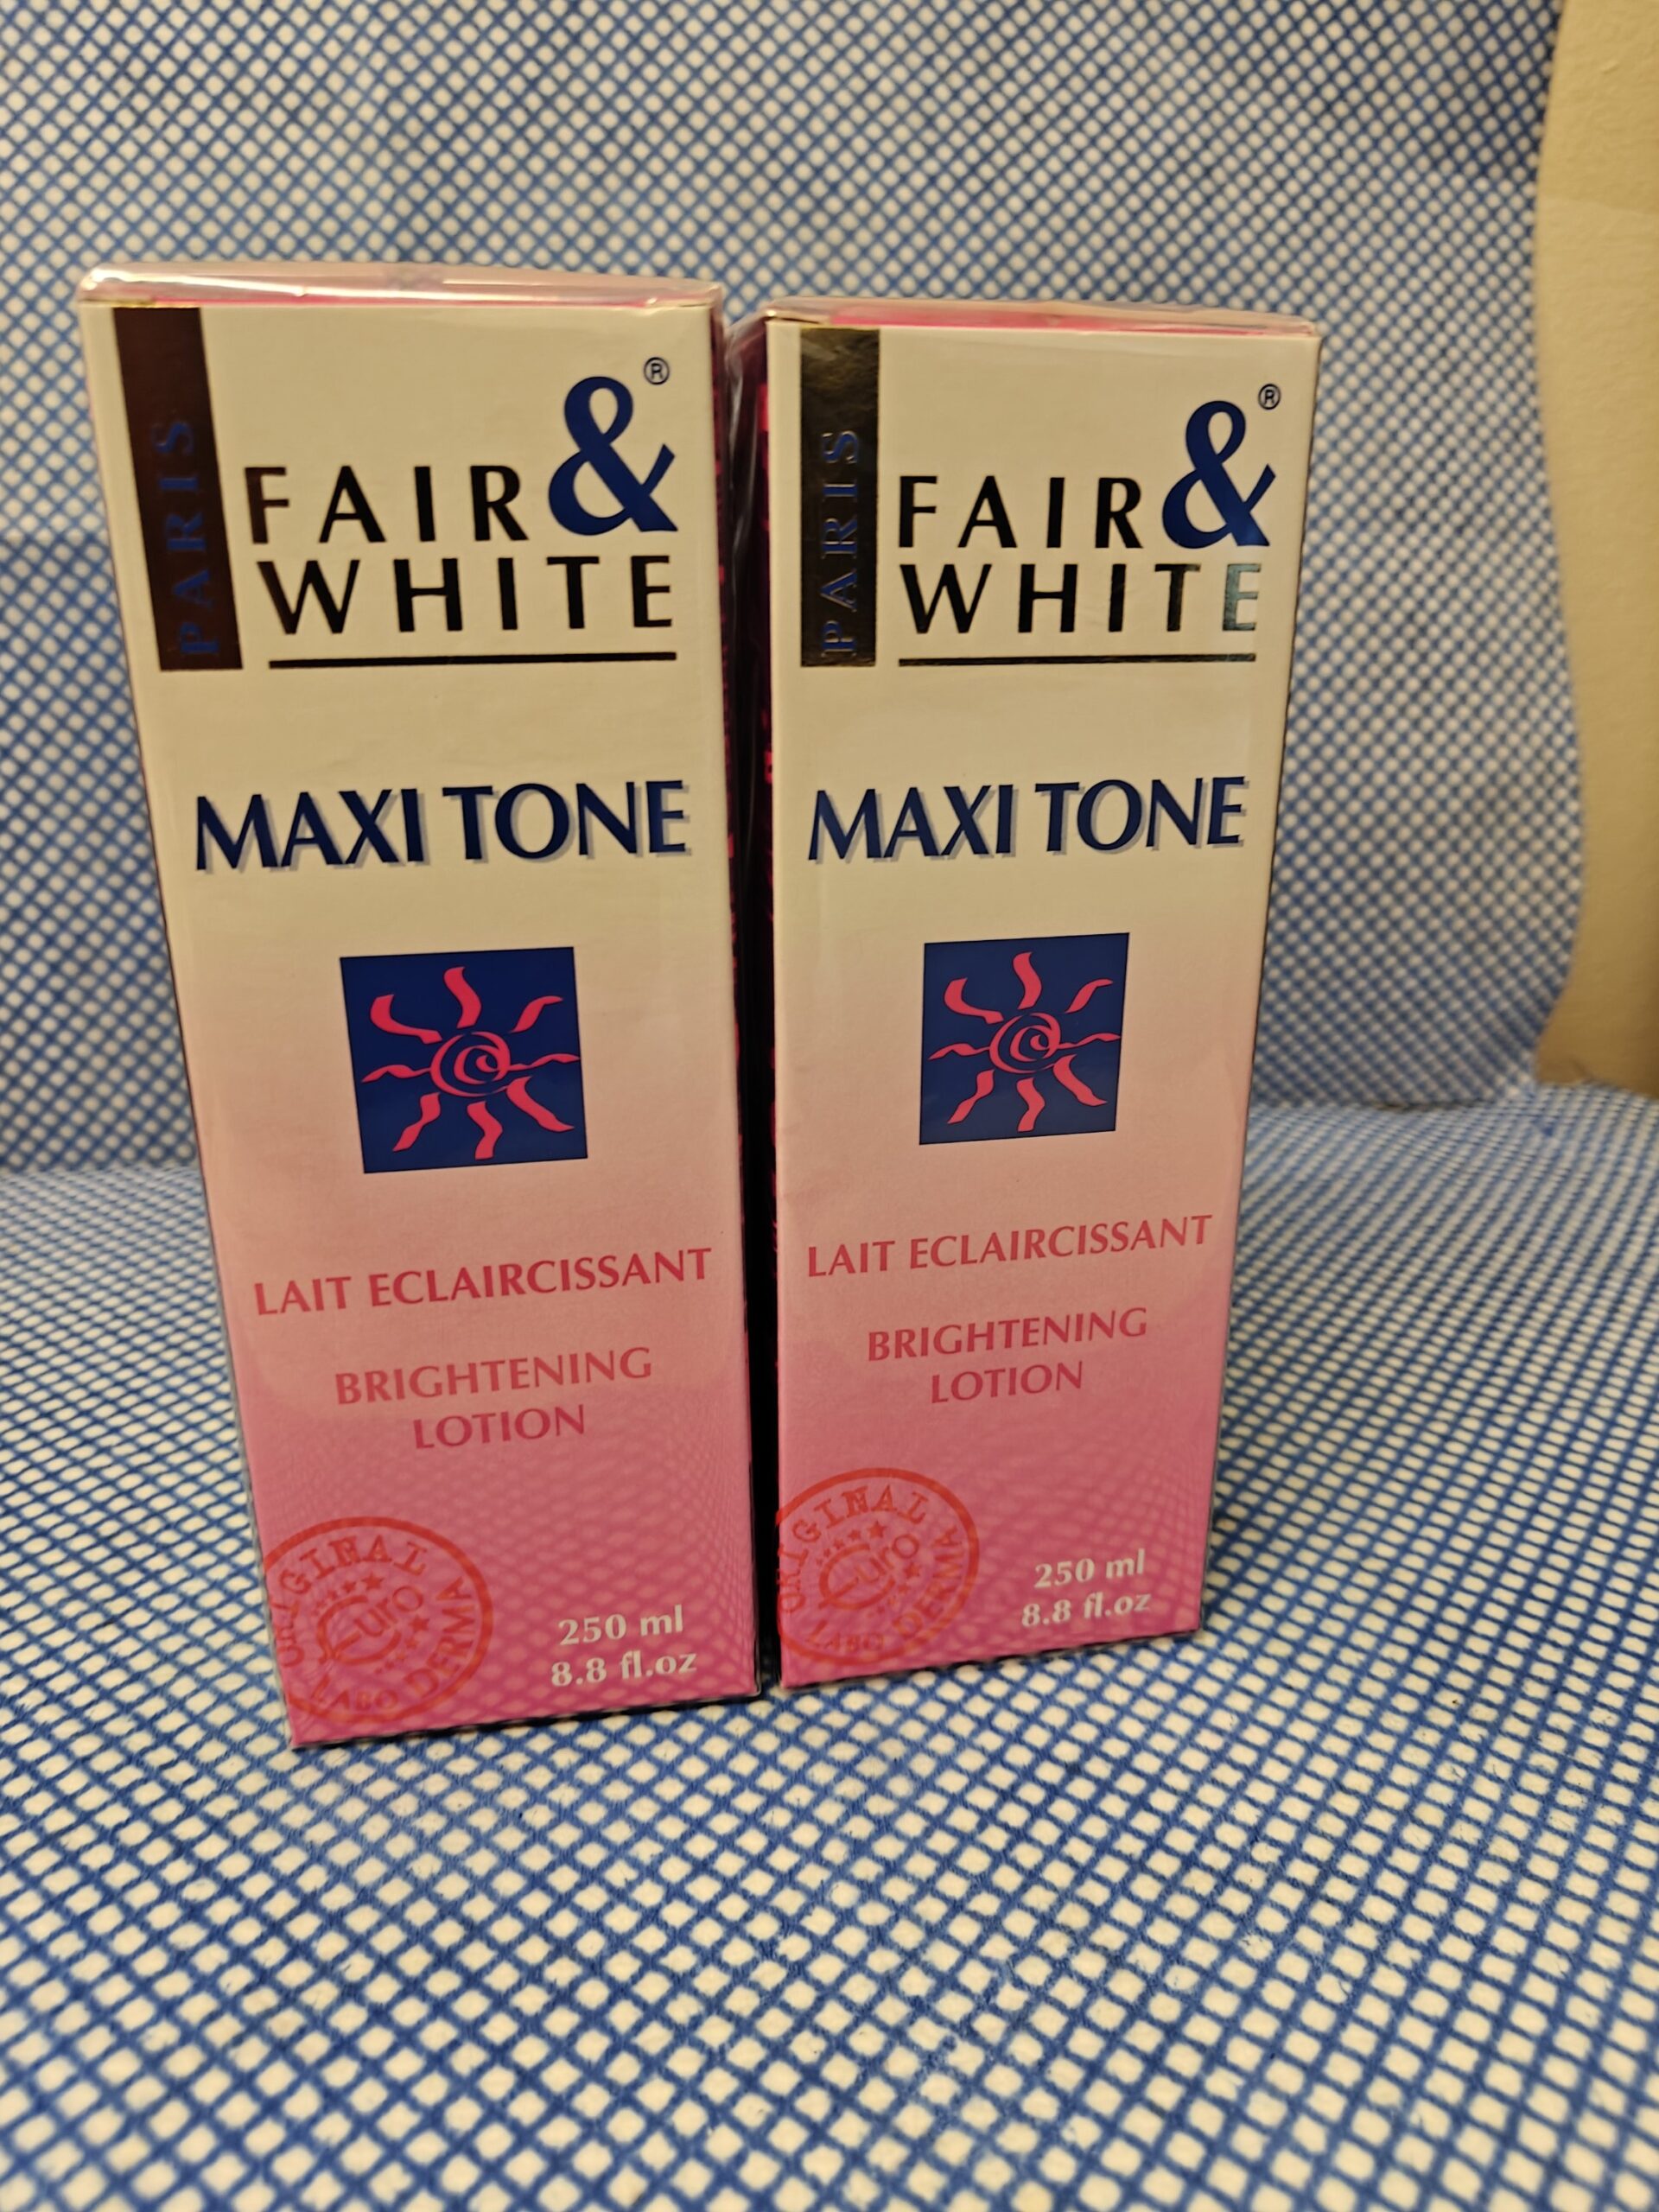 PARIS
FAIR &®
WHITE
MAXI TONE
LAIT ECLAIRCISSANT
BRIGHTENING
LOTION
ORIGINAL
Euro
LABO DERMA
250 ml
8.8 fl.oz
PARIS
FAIR &®
WHITE
MAXI TONE
LAIT ECLAIRCISSANT
BRIGHTENING
LOTION
ORIGINAL
Euro
LABO DERMA
250 ml
8.8 fl.oz